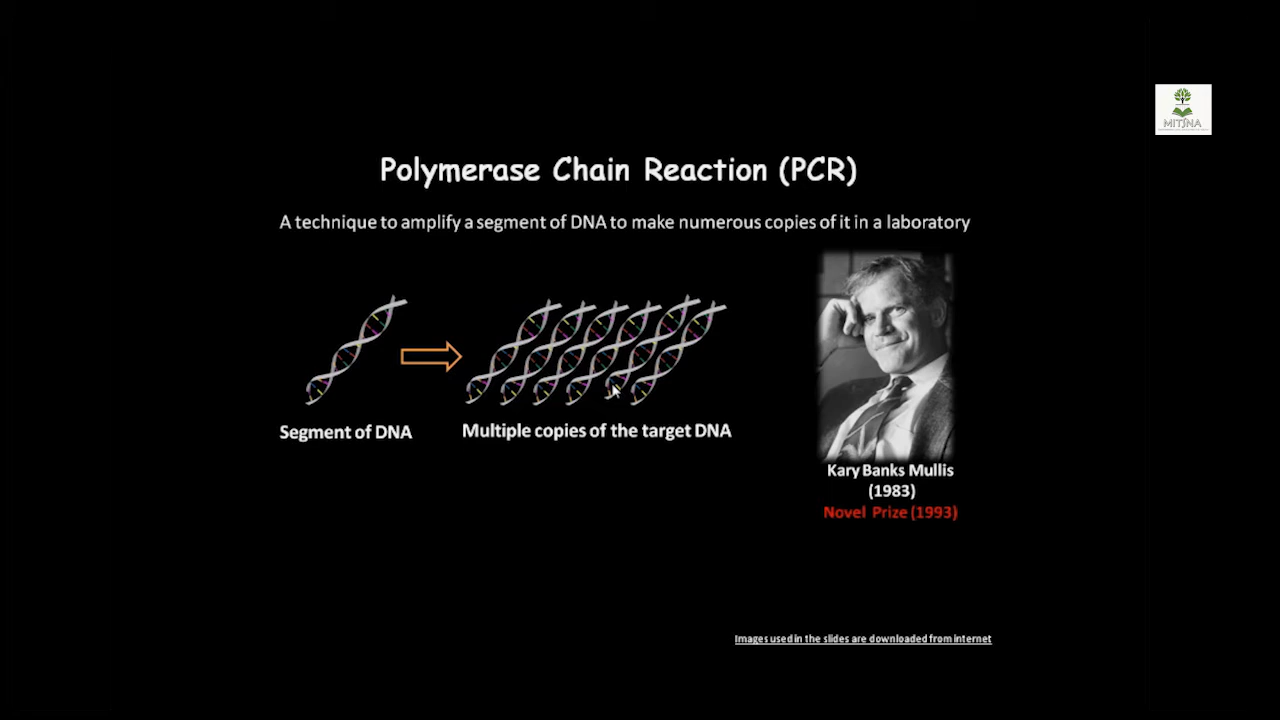 MITSNA
Polymerase Chain Reaction (PCR)
A technique to amplify a segment of DNA to make numerous copies of it in a laboratory
Segment of DNA
Multiple copies of the target DNA
Kary Banks Mullis
(1983)
Novel Prize (1993)
Images used in the slides are downloaded from internet